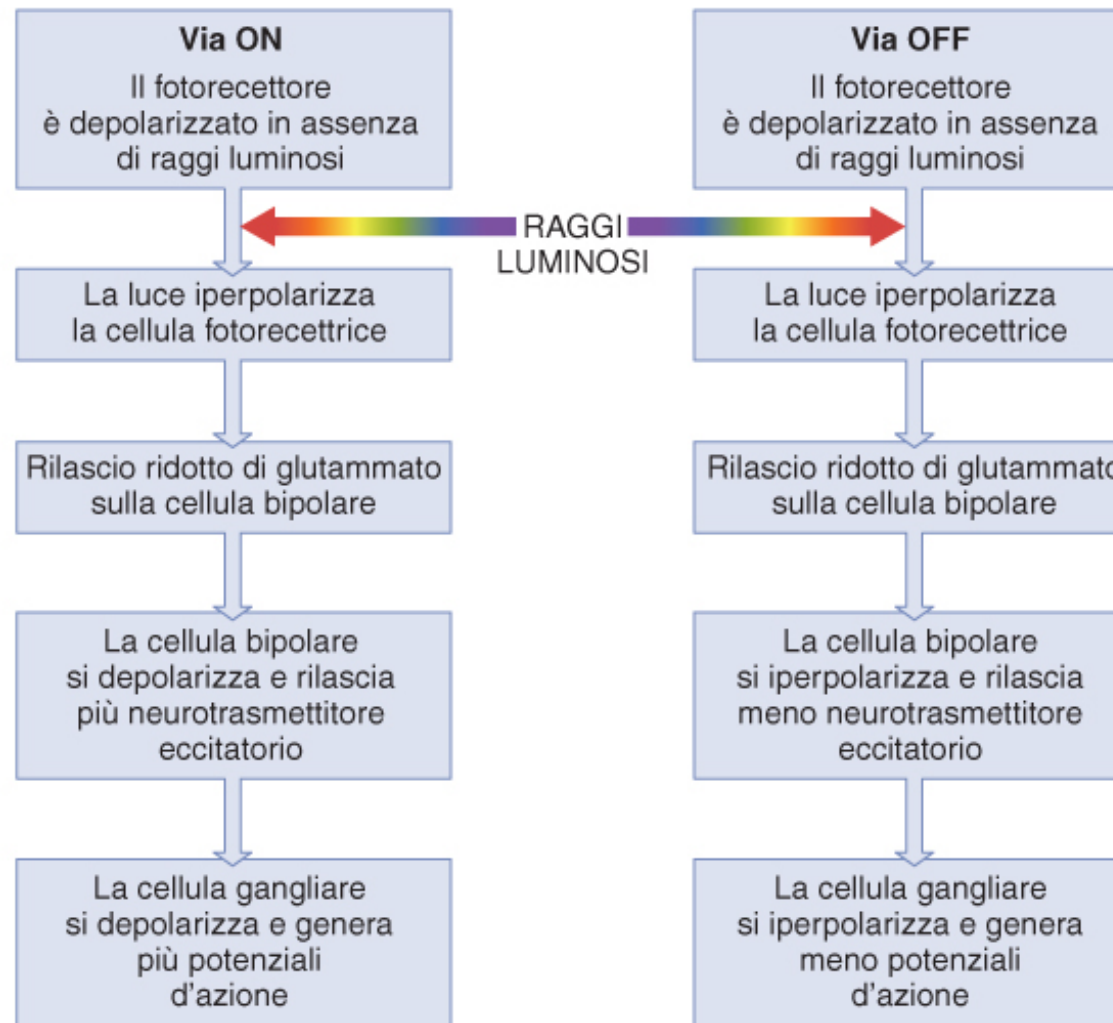 Via ON
Il fotorecettore
è depolarizzato in assenza
di raggi luminosi
Via OFF
Il fotorecettore
è depolarizzato in assenza
di raggi luminosi
RAGGI
LUMINOSI
La luce iperpolarizza
la cellula fotorecettrice
La luce iperpolarizza
la cellula fotorecettrice
Rilascio ridotto di glutammato
sulla cellula bipolare
Rilascio ridotto di glutammato
sulla cellula bipolare
La cellula bipolare
si depolarizza e rilascia
più neurotrasmettitore
eccitatorio
La cellula bipolare
si iperpolarizza e rilascia
meno neurotrasmettitore
eccitatorio
La cellula gangliare
si depolarizza e genera
più potenziali
d’azione
La cellula gangliare
si iperpolarizza e genera
meno potenziali
d’azione